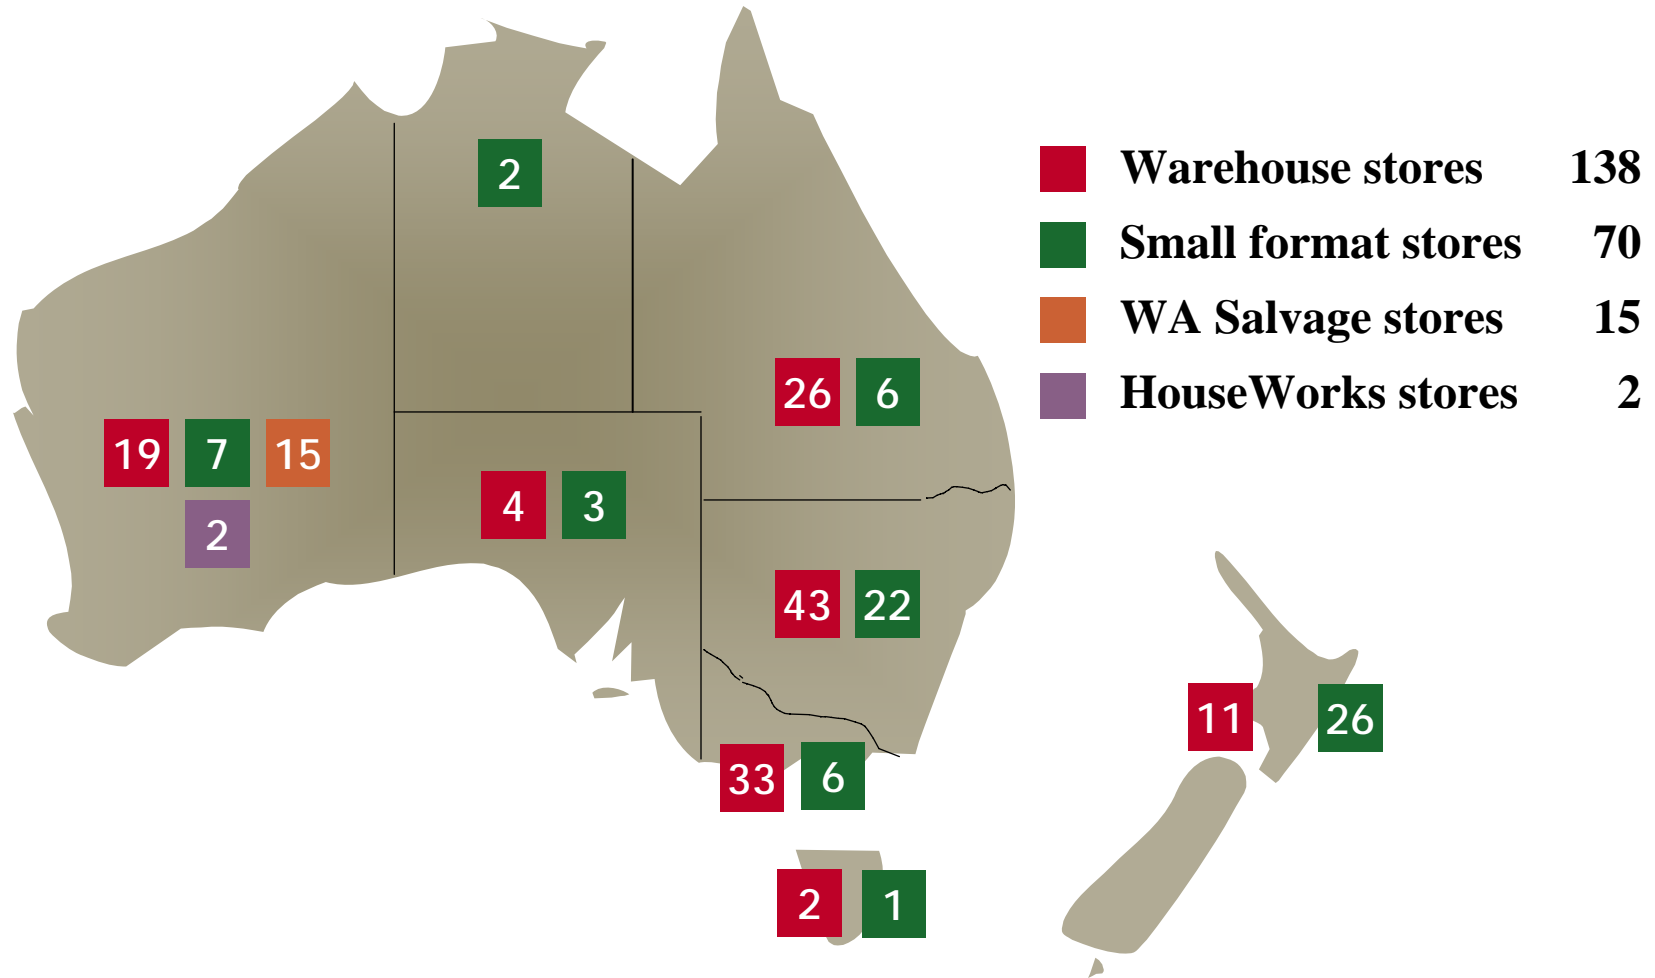 2
Warehouse stores 138
Small format stores 70
WA Salvage stores 15
HouseWorks stores 2
26 6
19 7 15
2
4 3
43 22
11 26
33 6
2 1